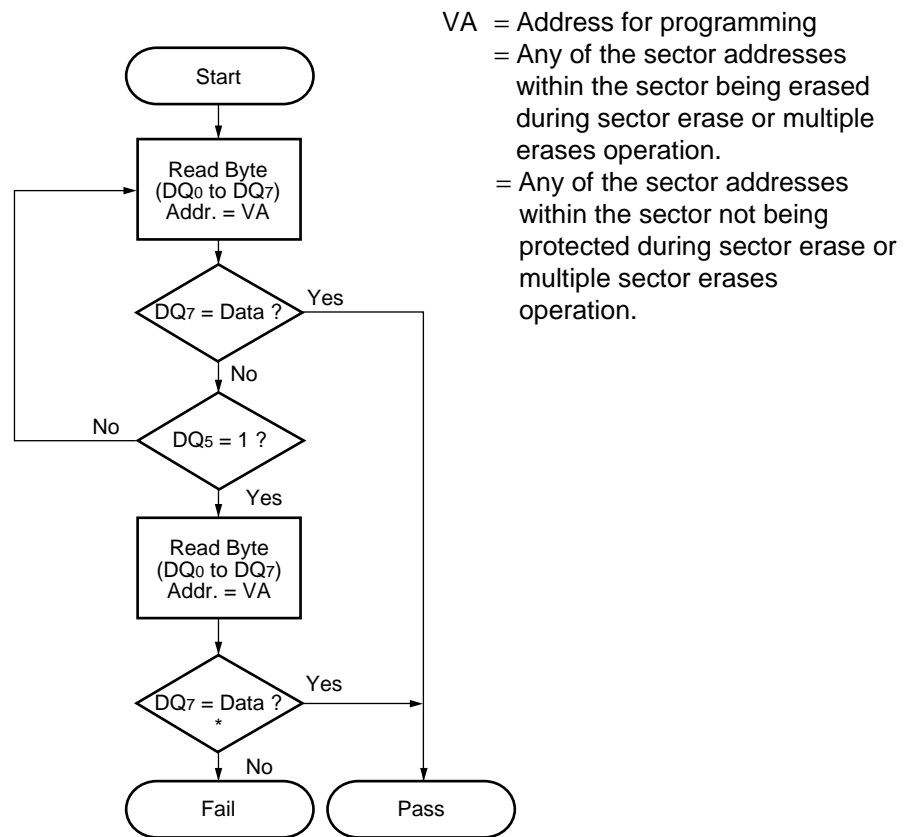 VA = Address for programming
= Any of the sector addresses
within the sector being erased
during sector erase or multiple
erases operation.
= Any of the sector addresses
within the sector not being
protected during sector erase or
multiple sector erases
operation.
Start
Read Byte
(DQ0 to DQ7)
Addr. = VA
DQ7 = Data ?
Yes
No
DQ5 = 1 ?
No
Yes
Read Byte
(DQ0 to DQ7)
Addr. = VA
DQ7 = Data ?
*
Yes
No
Fail
Pass